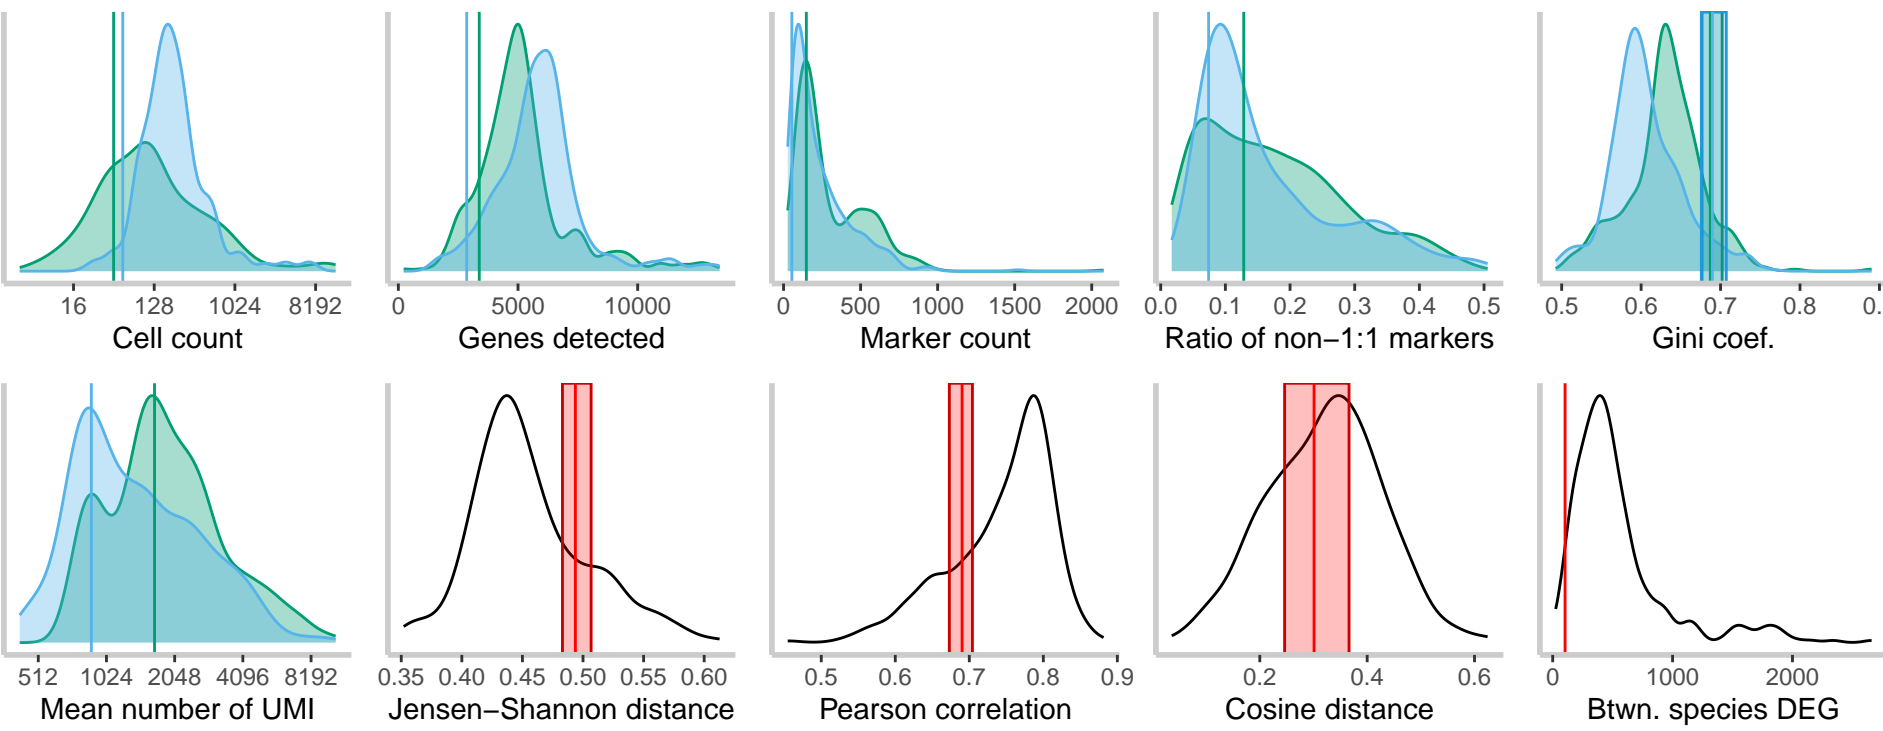 16 128 1024 8192
Cell count
0 5000 10000
Genes detected
0 500 1000 1500 2000
Marker count
0.0 0.1 0.2 0.3 0.4 0.5
Ratio of non−1:1 markers
0.5 0.6 0.7 0.8 0.
Gini coef.
512 1024 2048 4096 8192
Mean number of UMI
0.35 0.40 0.45 0.50 0.55 0.60
Jensen−Shannon distance
0.5 0.6 0.7 0.8 0.9
Pearson correlation
0.2 0.4 0.6
Cosine distance
0 1000 2000
Btwn. species DEG